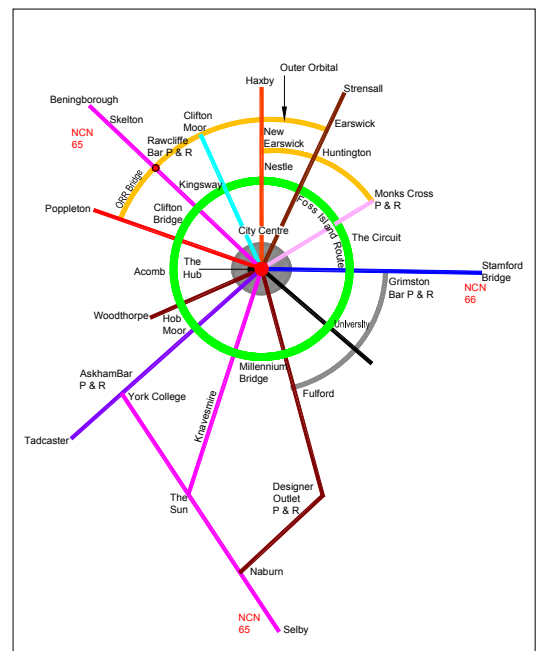 Outer Orbital
Haxby
Strensall
Beningborough
Skelton
Clifton
Moor
Earswick
NCN
65
Rawcliffe
Bar P & R
New
Earswick
Huntington
Nestle
ORR Bridge
Kingsway
Monks Cross
P & R
Poppleton
Clifton
Bridge
Foss Island Route
City Centre
The Circuit
Acomb
The
Hub
Stamford
Bridge
Grimston
Bar P & R
NCN
66
Woodthorpe
Hob
Moor
University
Millennium
Bridge
AskhamBar
P & R
York College
Fulford
Knavesmire
Tadcaster
Designer
Outlet
P & R
The
Sun
Naburn
NCN
65
Selby